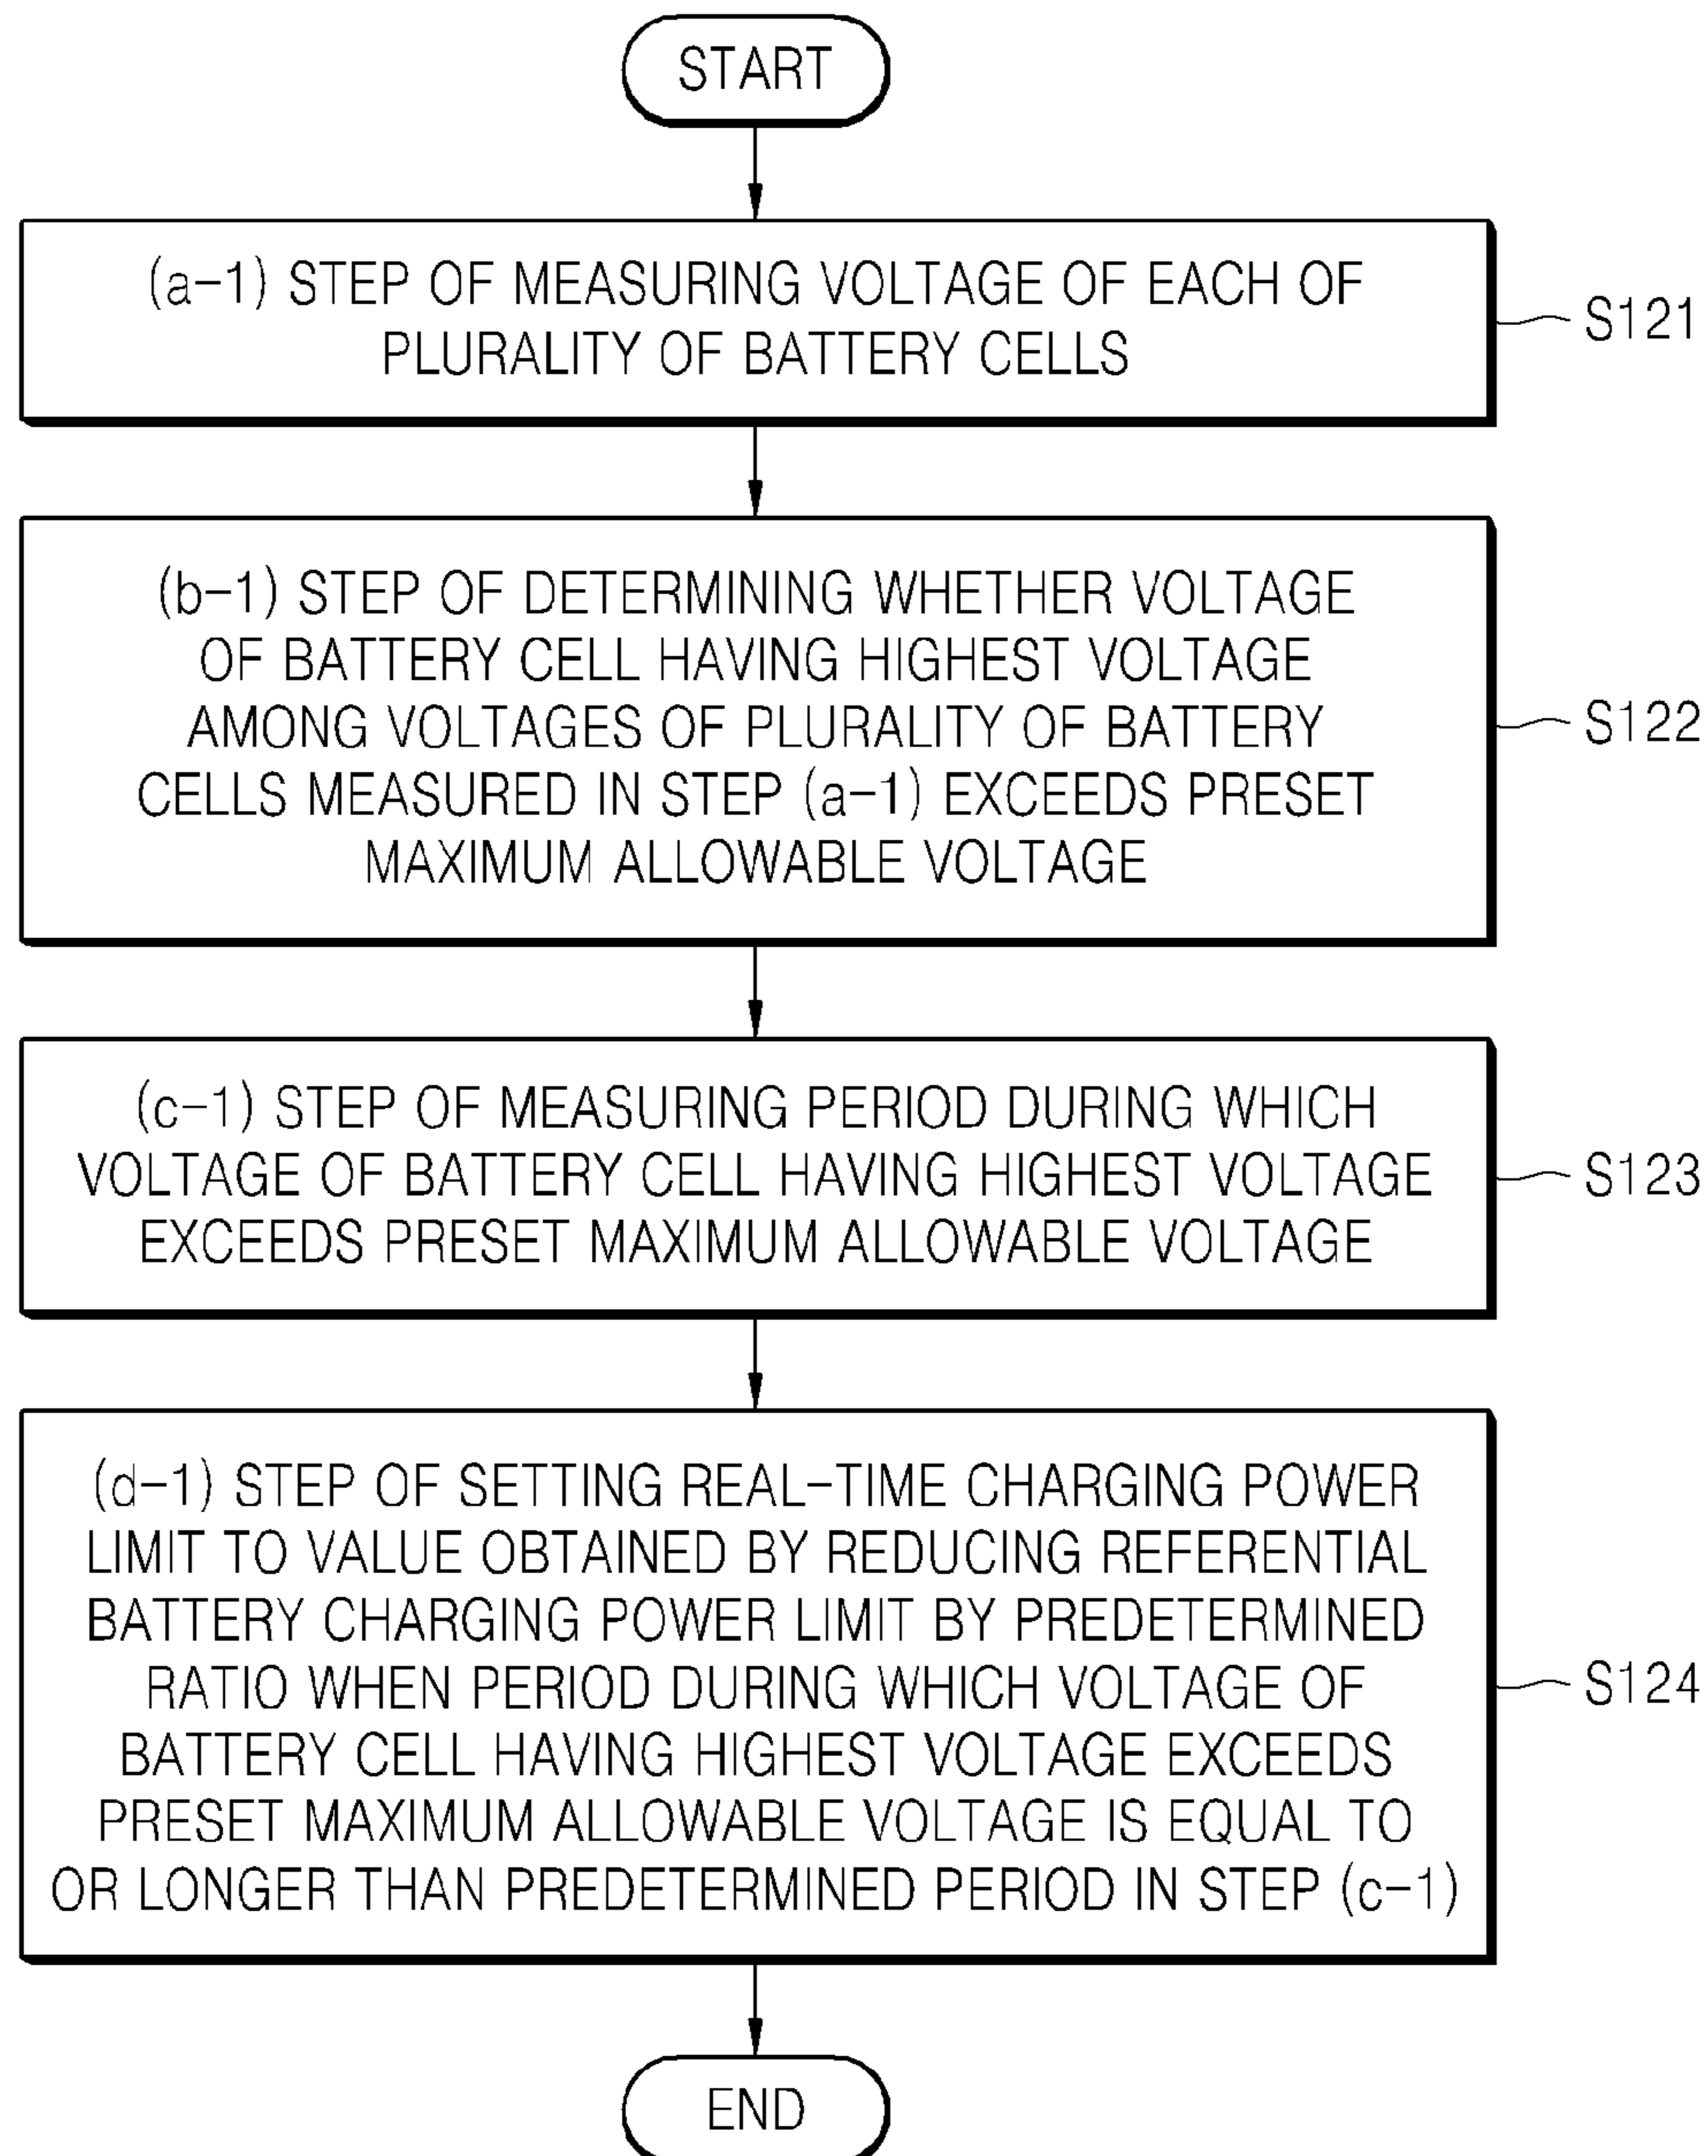 START
(a-1) STEP OF MEASURING VOLTAGE OF EACH OF
PLURALITY OF BATTERY CELLS
S121
(b-1) STEP OF DETERMINING WHETHER VOLTAGE
OF BATTERY CELL HAVING HIGHEST VOLTAGE
AMONG VOLTAGES OF PLURALITY OF BATTERY
CELLS MEASURED IN STEP (a-1) EXCEEDS PRESET
MAXIMUM ALLOWABLE VOLTAGE
S122
(c-1) STEP OF MEASURING PERIOD DURING WHICH
VOLTAGE OF BATTERY CELL HAVING HIGHEST VOLTAGE
EXCEEDS PRESET MAXIMUM ALLOWABLE VOLTAGE
S123
(d-1) STEP OF SETTING REAL-TIME CHARGING POWER
LIMIT TO VALUE OBTAINED BY REDUCING REFERENTIAL
BATTERY CHARGING POWER LIMIT BY PREDETERMINED
RATIO WHEN PERIOD DURING WHICH VOLTAGE OF
BATTERY CELL HAVING HIGHEST VOLTAGE EXCEEDS
PRESET MAXIMUM ALLOWABLE VOLTAGE IS EQUAL TO
OR LONGER THAN PREDETERMINED PERIOD IN STEP (c-1)
S124
END